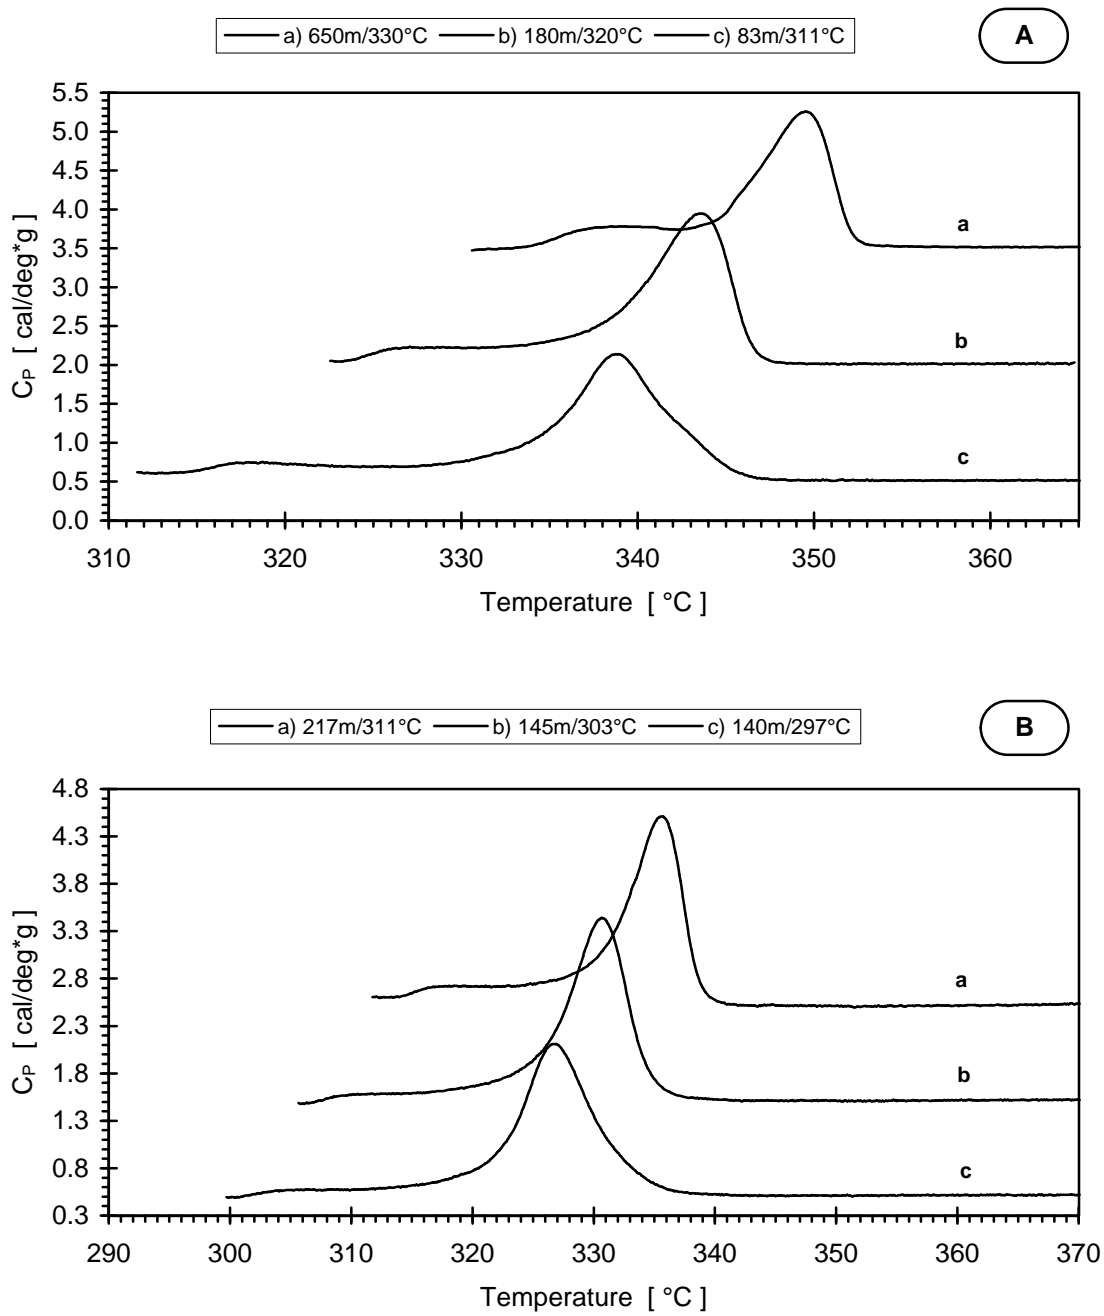 a) 650m/330°C b) 180m/320°C c) 83m/311°C
A
5.5
5.0
4.5
4.0
3.5
3.0
2.5
2.0
1.5
1.0
0.5
0.0
CP [ cal/deg*g ]
a
b
c
310 320 330 340 350 360
Temperature [ °C ]
a) 217m/311°C b) 145m/303°C c) 140m/297°C
B
4.8
4.3
3.8
3.3
2.8
2.3
1.8
1.3
0.8
0.3
CP [ cal/deg*g ]
a
b
c
290 300 310 320 330 340 350 360 370
Temperature [ °C ]